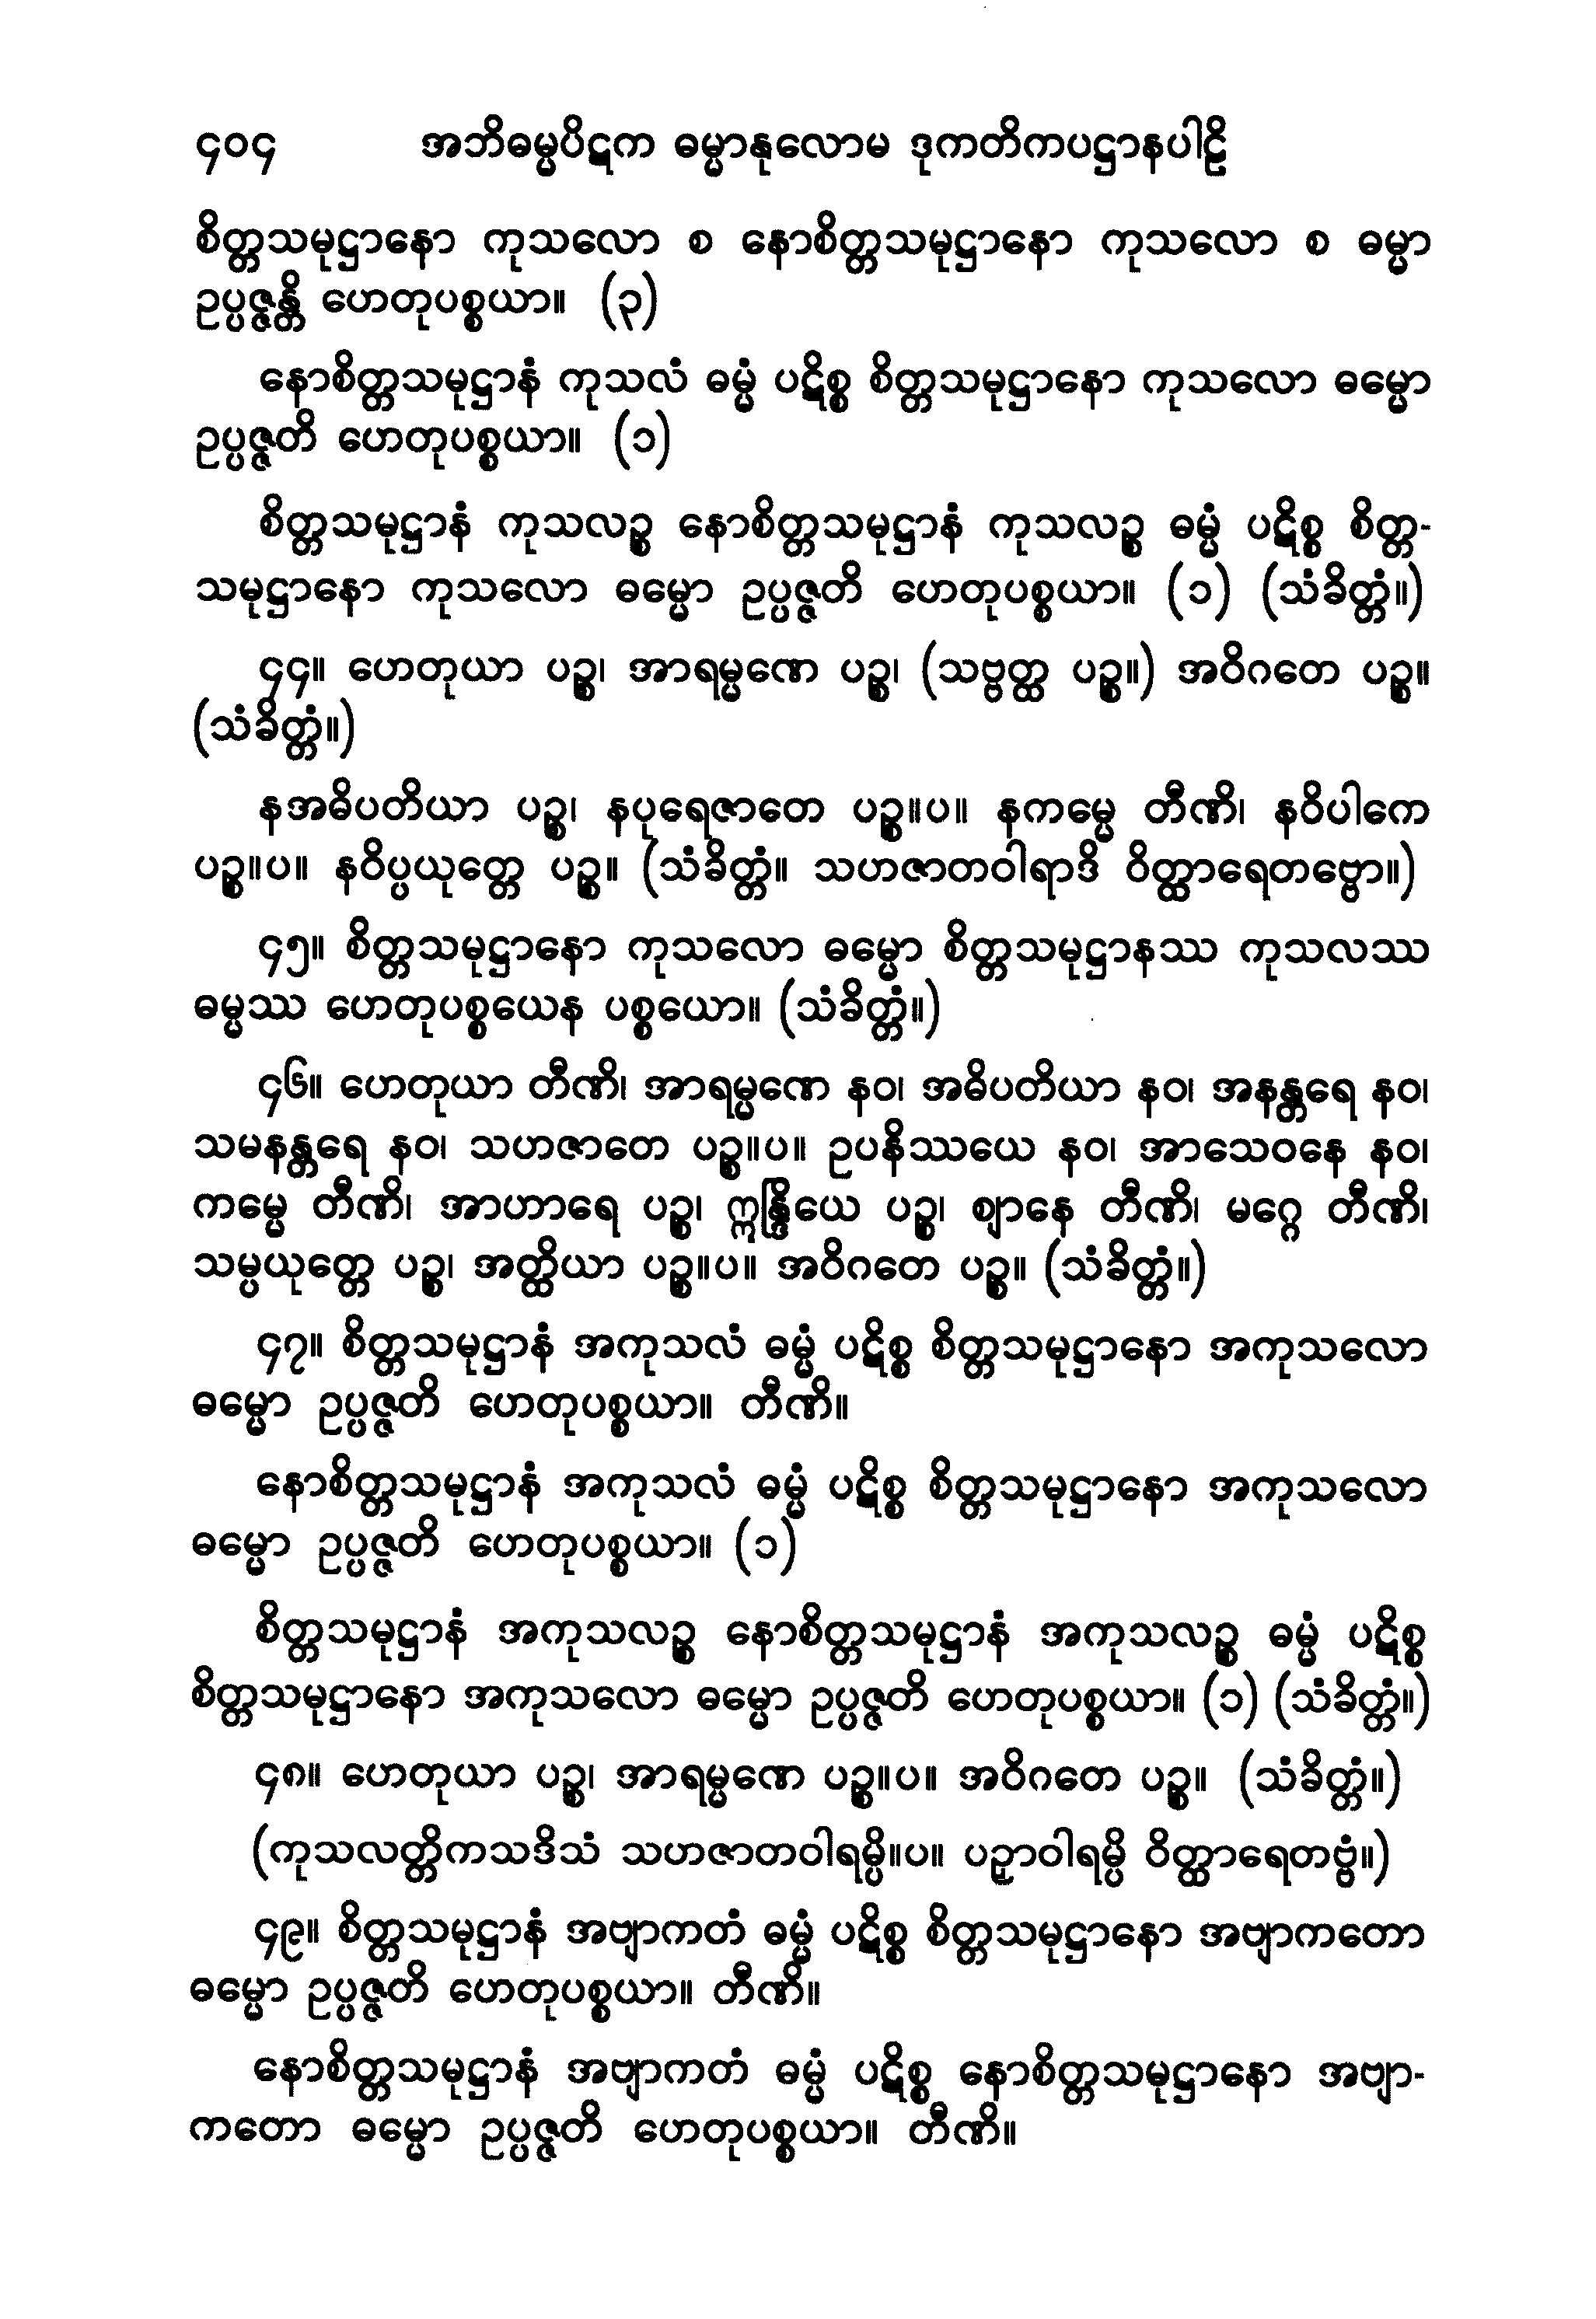 ၄၀၄ အဘိဓမ္မပိဋက ဓမ္မာနုလောမ ဒုကတိကပဋ္ဌာနပါဠိ
စိတ္တသမုဋ္ဌာနော ကုသလော စ နောစိတ္တသမုဋ္ဌာနော ကုသလော စ ဓမ္မာ
ဥပ္ပဇ္ဇန္တိ ဟေတုပစ္စယာ။ (၃)
နောစိတ္တသမုဋ္ဌာနံ ကုသလံ ဓမ္မံ ပဋိစ္စ စိတ္တသမုဋ္ဌာနော ကုသလော ဓမ္မော
ဥပ္ပဇ္ဇတိ ဟေတုပစ္စယာ။ (၁)
စိတ္တသမုဋ္ဌာနံ ကုသလဉ္စ နောစိတ္တသမုဋ္ဌာနံ ကုသလဉ္စ ဓမ္မံ ပဋိစ္စ စိတ္တ-
သမုဋ္ဌာနော ကုသလော ဓမ္မော ဥပ္ပဇ္ဇတိ ဟေတုပစ္စယာ။ (၁) (သံခိတ္တံ။)
၄၄။ ဟေတုယာ ပဉ္စ၊ အာရမ္မဏေ ပဉ္စ၊ (သဗ္ဗတ္ထ ပဉ္စ။) အဝိဂတေ ပဉ္စ။
(သံခိတ္တံ။)
နအဓိပတိယာ ပဉ္စ၊ နပုရေဇာတေ ပဉ္စ။ပ။ နကမ္မေ တီဏိ၊ နဝိပါကေ
ပဉ္စ။ပ။ နဝိပ္ပယုတ္တေ ပဉ္စ။ (သံခိတ္တံ။ သဟဇာတဝါရာဒိ ဝိတ္ထာရေတဗ္ဗော။)
၄၅။ စိတ္တသမုဋ္ဌာနော ကုသလော ဓမ္မော စိတ္တသမုဋ္ဌာနဿ ကုသလဿ
ဓမ္မဿ ဟေတုပစ္စယေန ပစ္စယော။ (သံခိတ္တံ။)
၄၆။ ဟေတုယာ တီဏိ၊ အာရမ္မဏေ နဝ၊ အဓိပတိယာ နဝ၊ အနန္တရေ နဝ၊
သမနန္တရေ နဝ၊ သဟဇာတေ ပဉ္စ။ပ။ ဥပနိဿယေ နဝ၊ အာသေဝနေ နဝ၊
ကမ္မေ တီဏိ၊ အာဟာရေ ပဉ္စ၊ ဣန္ဒြိယေ ပဉ္စ၊ ဈာနေ တီဏိ၊ မဂ္ဂေ တီဏိ၊
သမ္ပယုတ္တေ ပဉ္စ၊ အတ္ထိယာ ပဉ္စ။ပ။ အဝိဂတေ ပဉ္စ။ (သံခိတ္တံ။)
၄၇။ စိတ္တသမုဋ္ဌာနံ အကုသလံ ဓမ္မံ ပဋိစ္စ စိတ္တသမုဋ္ဌာနော အကုသလော
ဓမ္မော ဥပ္ပဇ္ဇတိ ဟေတုပစ္စယာ။ တီဏိ။
နောစိတ္တသမုဋ္ဌာနံ အကုသလံ ဓမ္မံ ပဋိစ္စ စိတ္တသမုဋ္ဌာနော အကုသလော
ဓမ္မော ဥပ္ပဇ္ဇတိ ဟေတုပစ္စယာ။ (၁)
စိတ္တသမုဋ္ဌာနံ အကုသလဉ္စ နောစိတ္တသမုဋ္ဌာနံ အကုသလဉ္စ ဓမ္မံ ပဋိစ္စ
စိတ္တသမုဋ္ဌာနော အကုသလော ဓမ္မော ဥပ္ပဇ္ဇတိ ဟေတုပစ္စယာ။ (၁) (သံခိတ္တံ။)
၄၈။ ဟေတုယာ ပဉ္စ၊ အာရမ္မဏေ ပဉ္စ။ပ။ အဝိဂတေ ပဉ္စ။ (သံခိတ္တံ။)
(ကုသလတ္တိကသဒိသံ သဟဇာတဝါရမ္ပိ။ပ။ ပဉှာဝါရမ္ပိ ဝိတ္ထာရေတဗ္ဗံ။)
၄၉။ စိတ္တသမုဋ္ဌာနံ အဗျာကတံ ဓမ္မံ ပဋိစ္စ စိတ္တသမုဋ္ဌာနော အဗျာကတော
ဓမ္မော ဥပ္ပဇ္ဇတိ ဟေတုပစ္စယာ။ တီဏိ။
နောစိတ္တသမုဋ္ဌာနံ အဗျာကတံ ဓမ္မံ ပဋိစ္စ နောစိတ္တသမုဋ္ဌာနော အဗျာ-
ကတော ဓမ္မော ဥပ္ပဇ္ဇတိ ဟေတုပစ္စယာ။ တီဏိ။